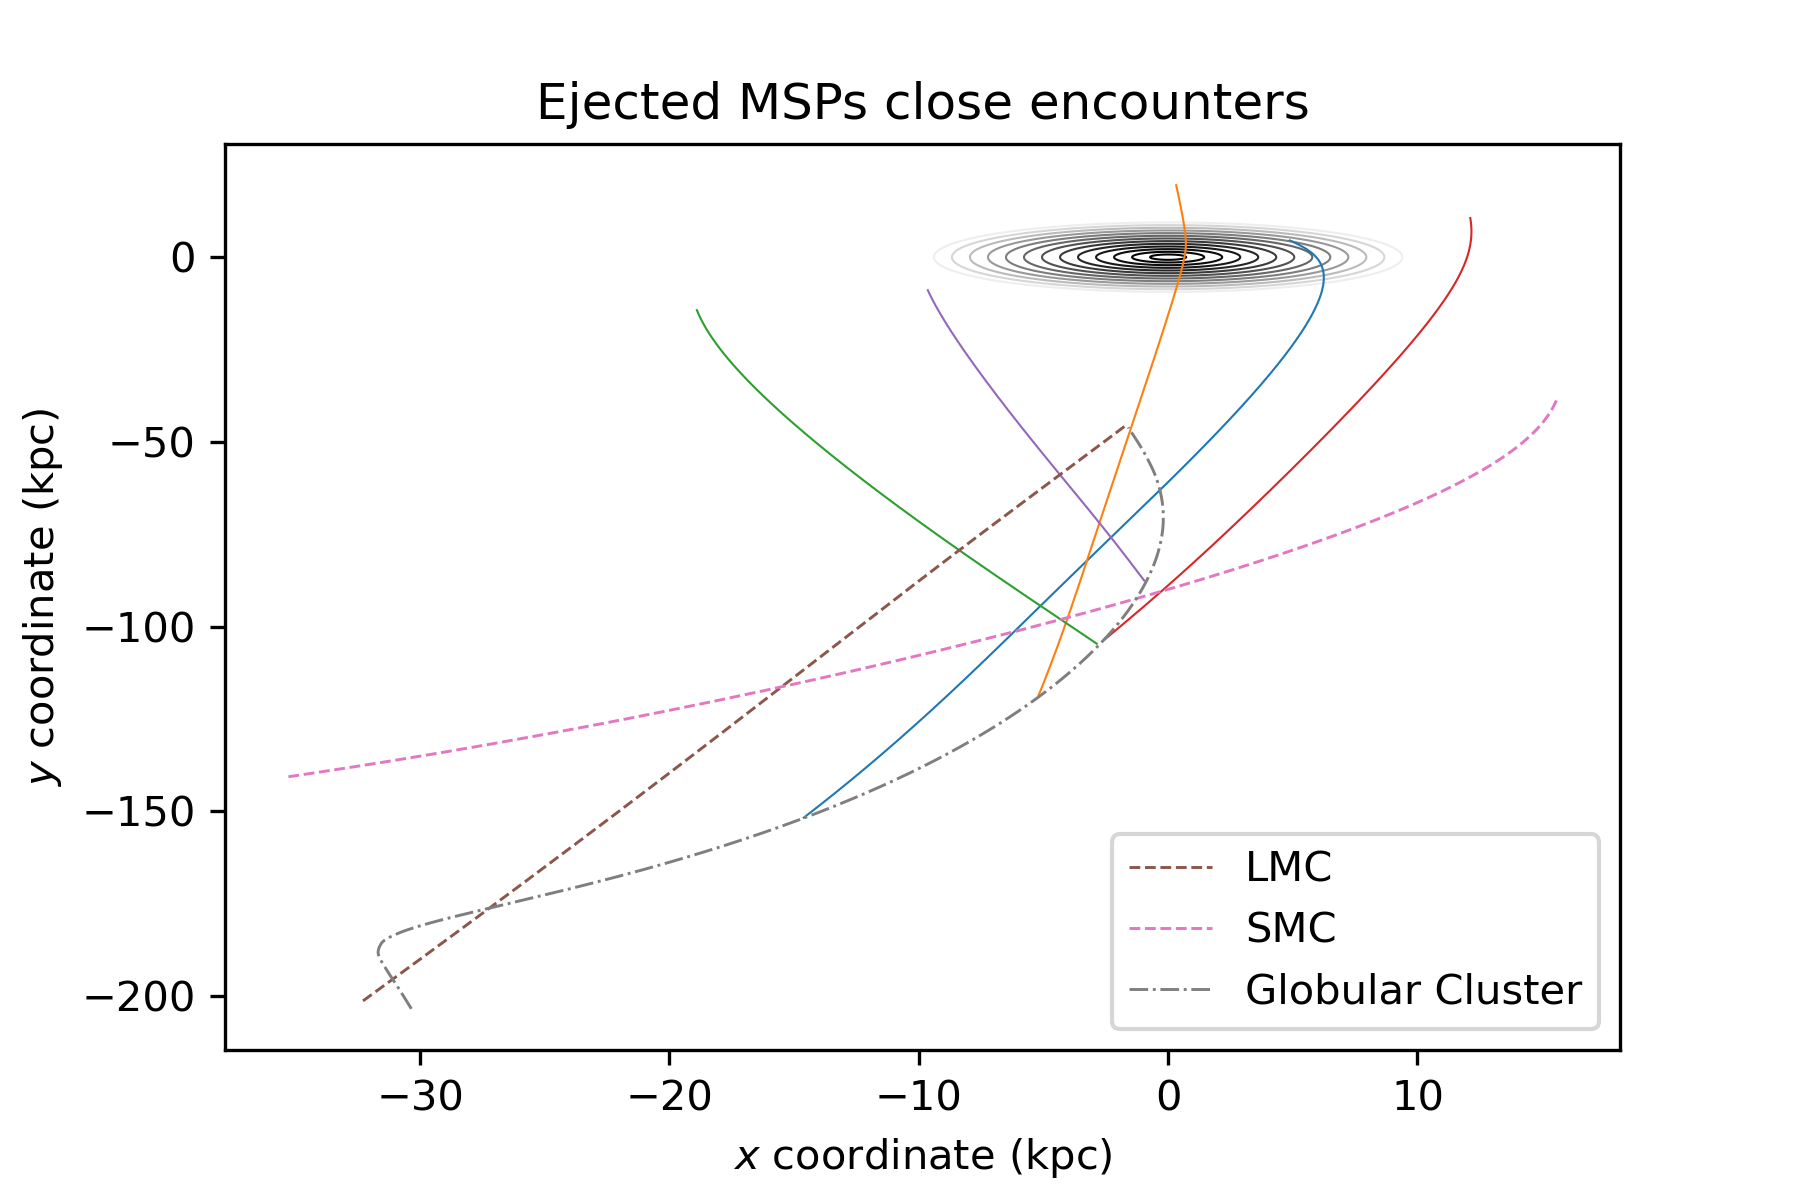 Ejected MSPs close encounters
y coordinate (kpc)
0
−50
−100
−150
−200
LMC
SMC
Globular Cluster
−30 −20 −10 0 10
x coordinate (kpc)